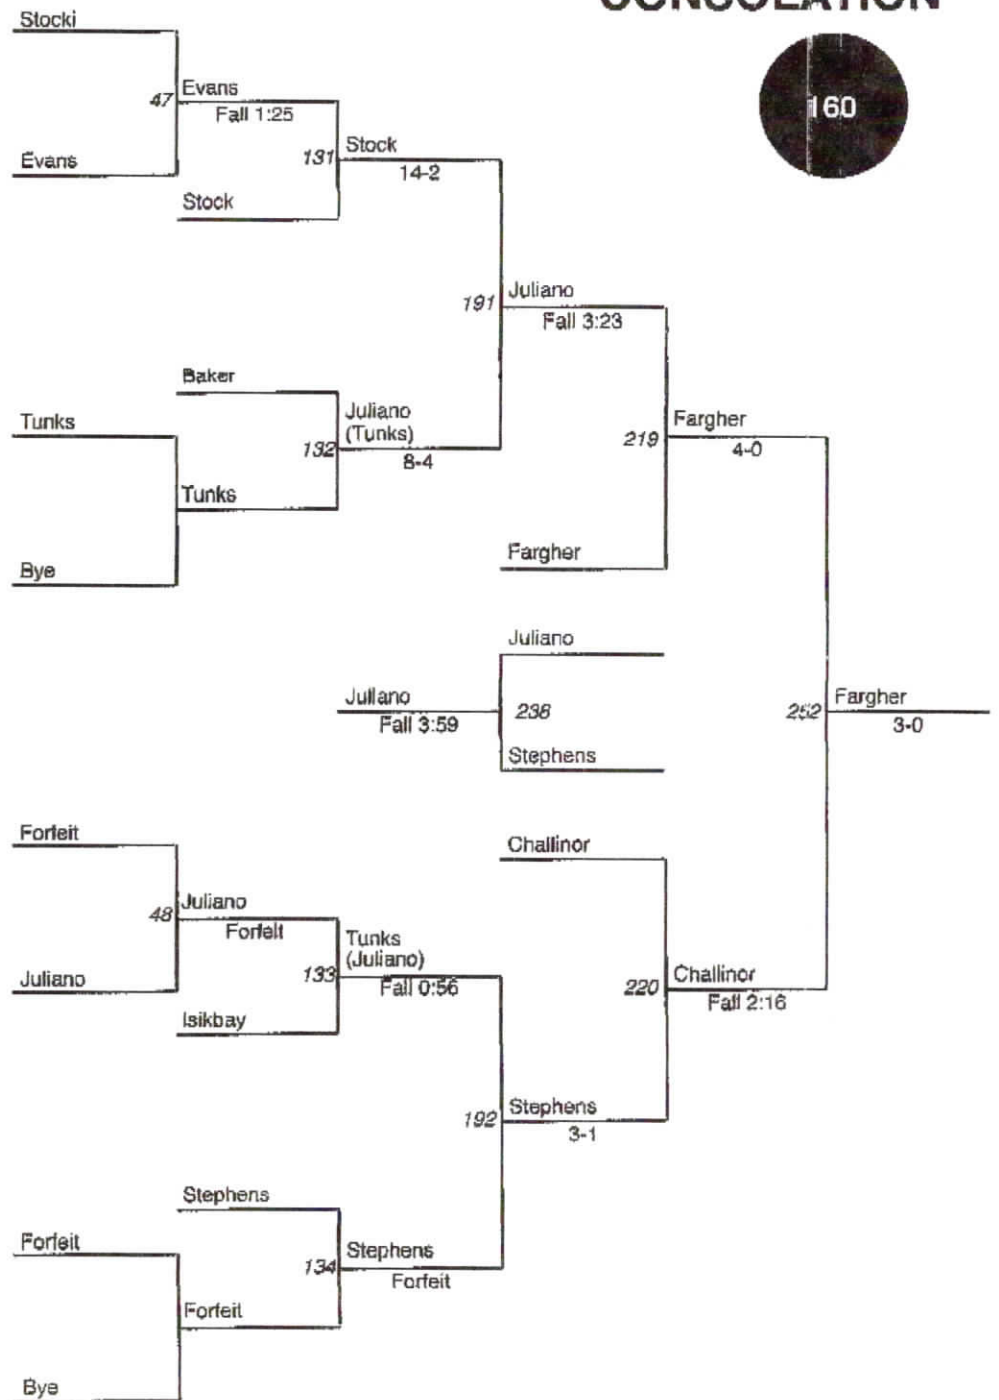 CONSOLATION
160
Stocki
47
Evans
Fall 1:25
Evans
131
Stock
14-2
Stock
191
Juliano
Fall 3:23
Baker
Tunks
132
Juliano
(Tunks)
8-4
Tunks
Bye
219
Fargher
4-0
Fargher
Juliano
Juliano
Fall 3:59
236
Stephens
252
Fargher
3-0
Forfeit
Challinor
48
Juliano
Forfeit
Juliano
133
Tunks
(Juliano)
Fall 0:56
Isikbay
220
Challinor
Fall 2:16
192
Stephens
3-1
Stephens
Forfeit
134
Stephens
Forfeit
Forfeit
Bye